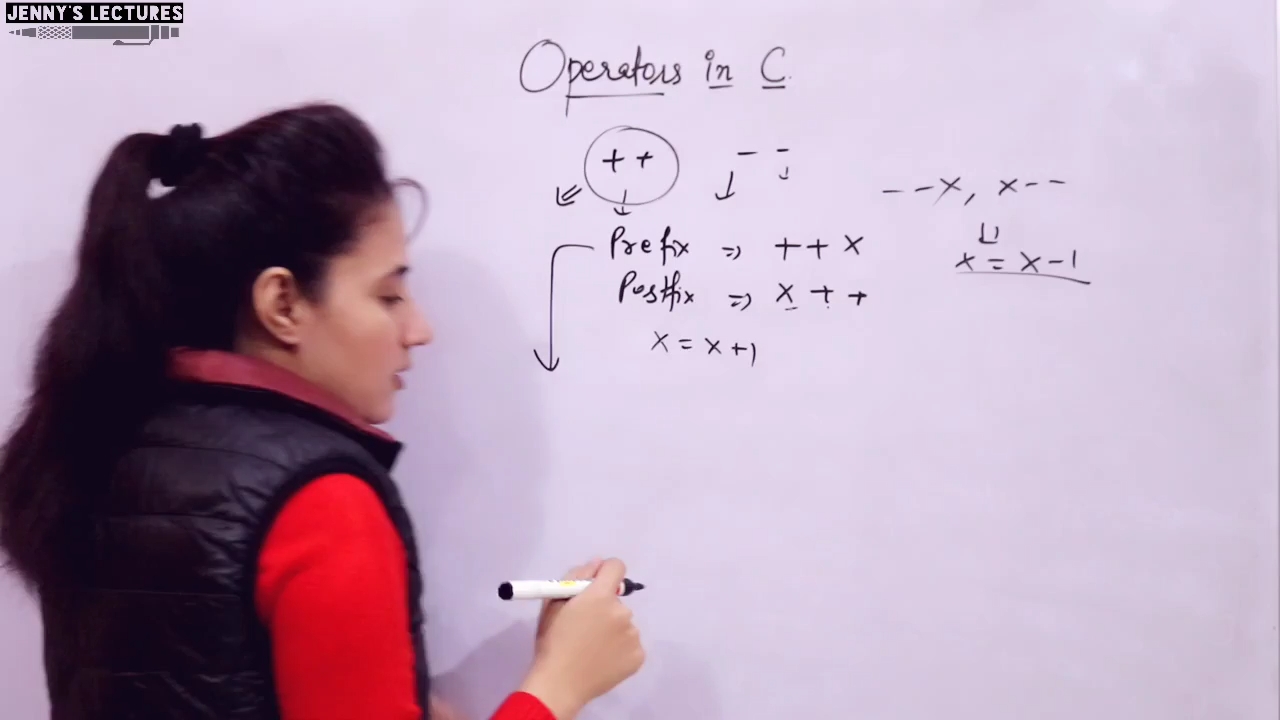 JENNY'S LECTURES
Operators in C
++ --
--x, x--
Prefix => ++x
x = x-1
Postfix => x++
x = x+1